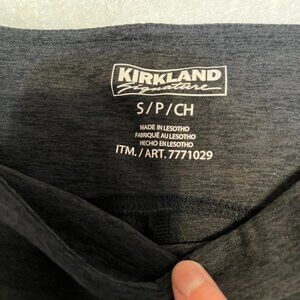 KIRKLAND
Signature
S/P/CH
MADE IN LESOTHO
FABRIQUÉ AU LESOTHO
HECHO EN LESOTHO
ITM. / ART. 7771029